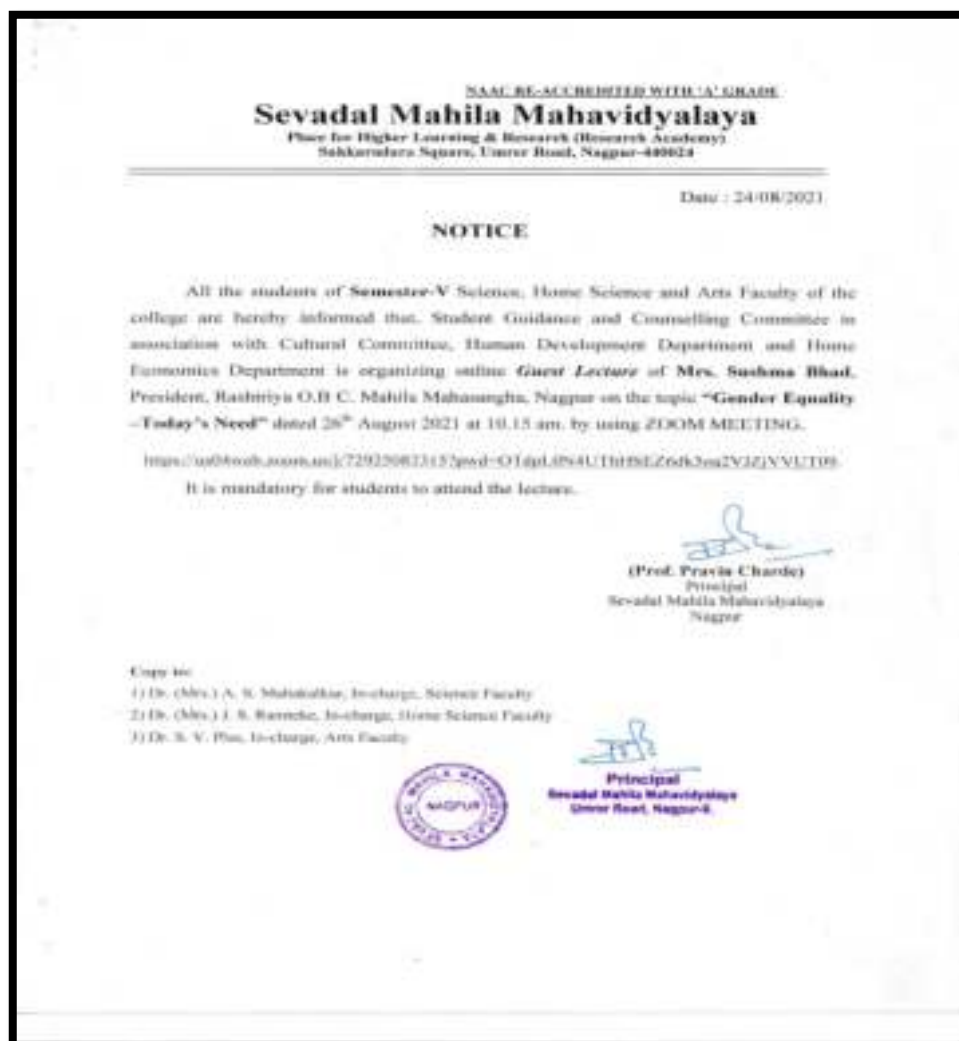 NAAC RE-ACCREDITED WITH 'A' GRADE
Sevadal Mahila Mahavidyalaya
Place for Higher Learning & Research (Research Academy)
Sakkardara Square, Umrer Road, Nagpur-440024
Date : 24/08/2021
NOTICE
All the students of Semester-V Science, Home Science and Arts Faculty of the
college are hereby informed that, Student Guidance and Counselling Committee in
association with Cultural Committee, Human Development Department and Home
Economics Department is organizing online Guest Lecture of Mrs. Sushma Bhad,
President, Rashtriya O.B C. Mahila Mahasangha, Nagpur on the topic “Gender Equality
–Today’s Need” dated 26th August 2021 at 10.15 am. by using ZOOM MEETING.
It is mandatory for students to attend the lecture.
(Prof. Pravin Charde)
Principal
Sevadal Mahila Mahavidyalaya
Nagpur
Copy to:
1) Dr. (Mrs.) A. S. Mahakalkar, In-charge, Science Faculty
2) Dr. (Mrs.) J. S. In-charge, Home Science Faculty
3) Dr. S. V. In-charge, Arts Faculty
SEVADAL MAHILA MAHAVIDYALAYA
NAGPUR
Principal
Sevadal Mahila Mahavidyalaya
Umrer Road, Nagpur-9.